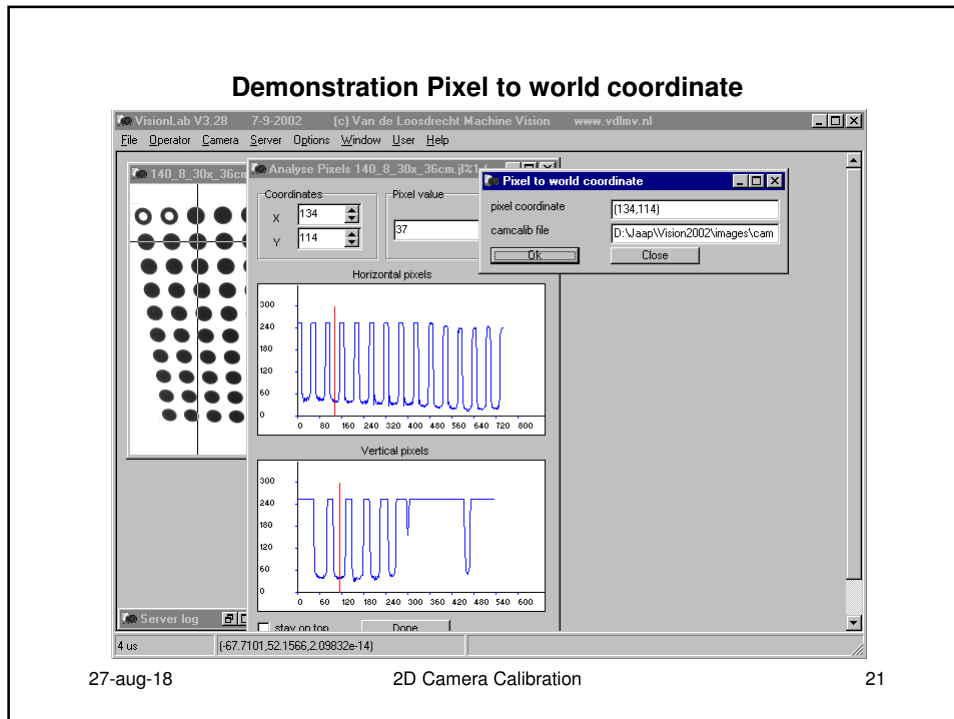 Demonstration Pixel to world coordinate
VisionLab V3.28 7-9-2002 (c) Van de Loosdrecht Machine Vision www.vdlmv.nl
File Operator Camera Server Options Window User Help
140_8_30x_36cm
Analyse Pixels 140_8_30x_36cm.jl%1
Pixel to world coordinate
Coordinates
X 134
Y 114
Pixel value
37
pixel coordinate (134,114)
camcalib file D:\Jaap\Vision2002\images\cam
Ok Close
Horizontal pixels
300
240
180
120
60
0
0 80 160 240 320 400 480 560 640 720 800
Vertical pixels
300
240
180
120
60
0
0 60 120 180 240 300 360 420 480 540 600
Server log
stay on top Done
4 us (-67.7101,52.1566,2.09832e-14)
27-aug-18 2D Camera Calibration 21